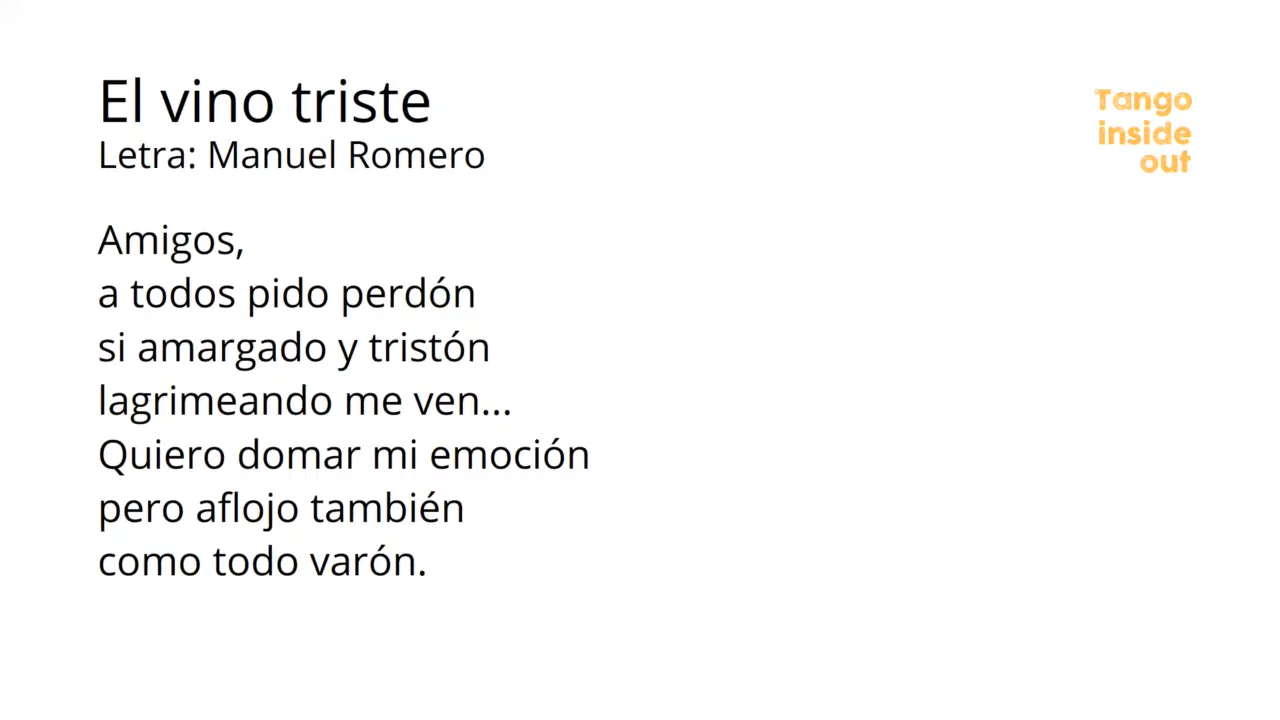 El vino triste
Letra: Manuel Romero
Tango
inside
out
Amigos,
a todos pido perdón
si amargado y tristón
lagrimeando me ven...
Quiero domar mi emoción
pero aflojo también
como todo varón.